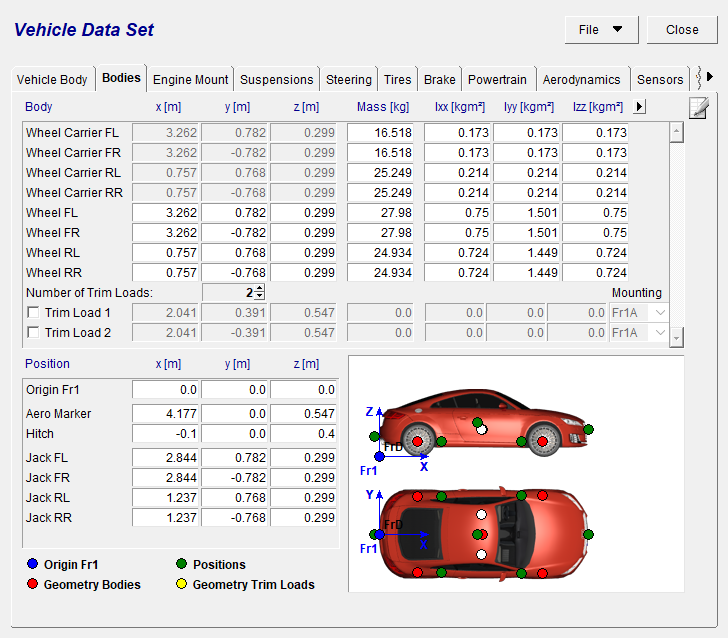 Vehicle Data Set
File
Close
Vehicle Body Bodies Engine Mount Suspensions Steering Tires Brake Powertrain Aerodynamics Sensors
Body x [m] y [m] z [m] Mass [kg] Ixx [kgm²] Iyy [kgm²] Izz [kgm²]
Wheel Carrier FL 3.262 0.782 0.299 16.518 0.173 0.173 0.173
Wheel Carrier FR 3.262 -0.782 0.299 16.518 0.173 0.173 0.173
Wheel Carrier RL 0.757 0.768 0.299 25.249 0.214 0.214 0.214
Wheel Carrier RR 0.757 -0.768 0.299 25.249 0.214 0.214 0.214
Wheel FL 3.262 0.782 0.299 27.98 0.75 1.501 0.75
Wheel FR 3.262 -0.782 0.299 27.98 0.75 1.501 0.75
Wheel RL 0.757 0.768 0.299 24.934 0.724 1.449 0.724
Wheel RR 0.757 -0.768 0.299 24.934 0.724 1.449 0.724
Number of Trim Loads: 2 Mounting
Trim Load 1 2.041 0.391 0.547 0.0 0.0 0.0 0.0 Fr1A
Trim Load 2 2.041 -0.391 0.547 0.0 0.0 0.0 0.0 Fr1A
Position x [m] y [m] z [m]
Origin Fr1 0.0 0.0 0.0
Aero Marker 4.177 0.0 0.547
Hitch -0.1 0.0 0.4
Jack FL 2.844 0.782 0.299
Jack FR 2.844 -0.782 0.299
Jack RL 1.237 0.768 0.299
Jack RR 1.237 -0.768 0.299
Z
FrD
X
Fr1
Y
FrD
X
Fr1
Origin Fr1 Positions
Geometry Bodies Geometry Trim Loads